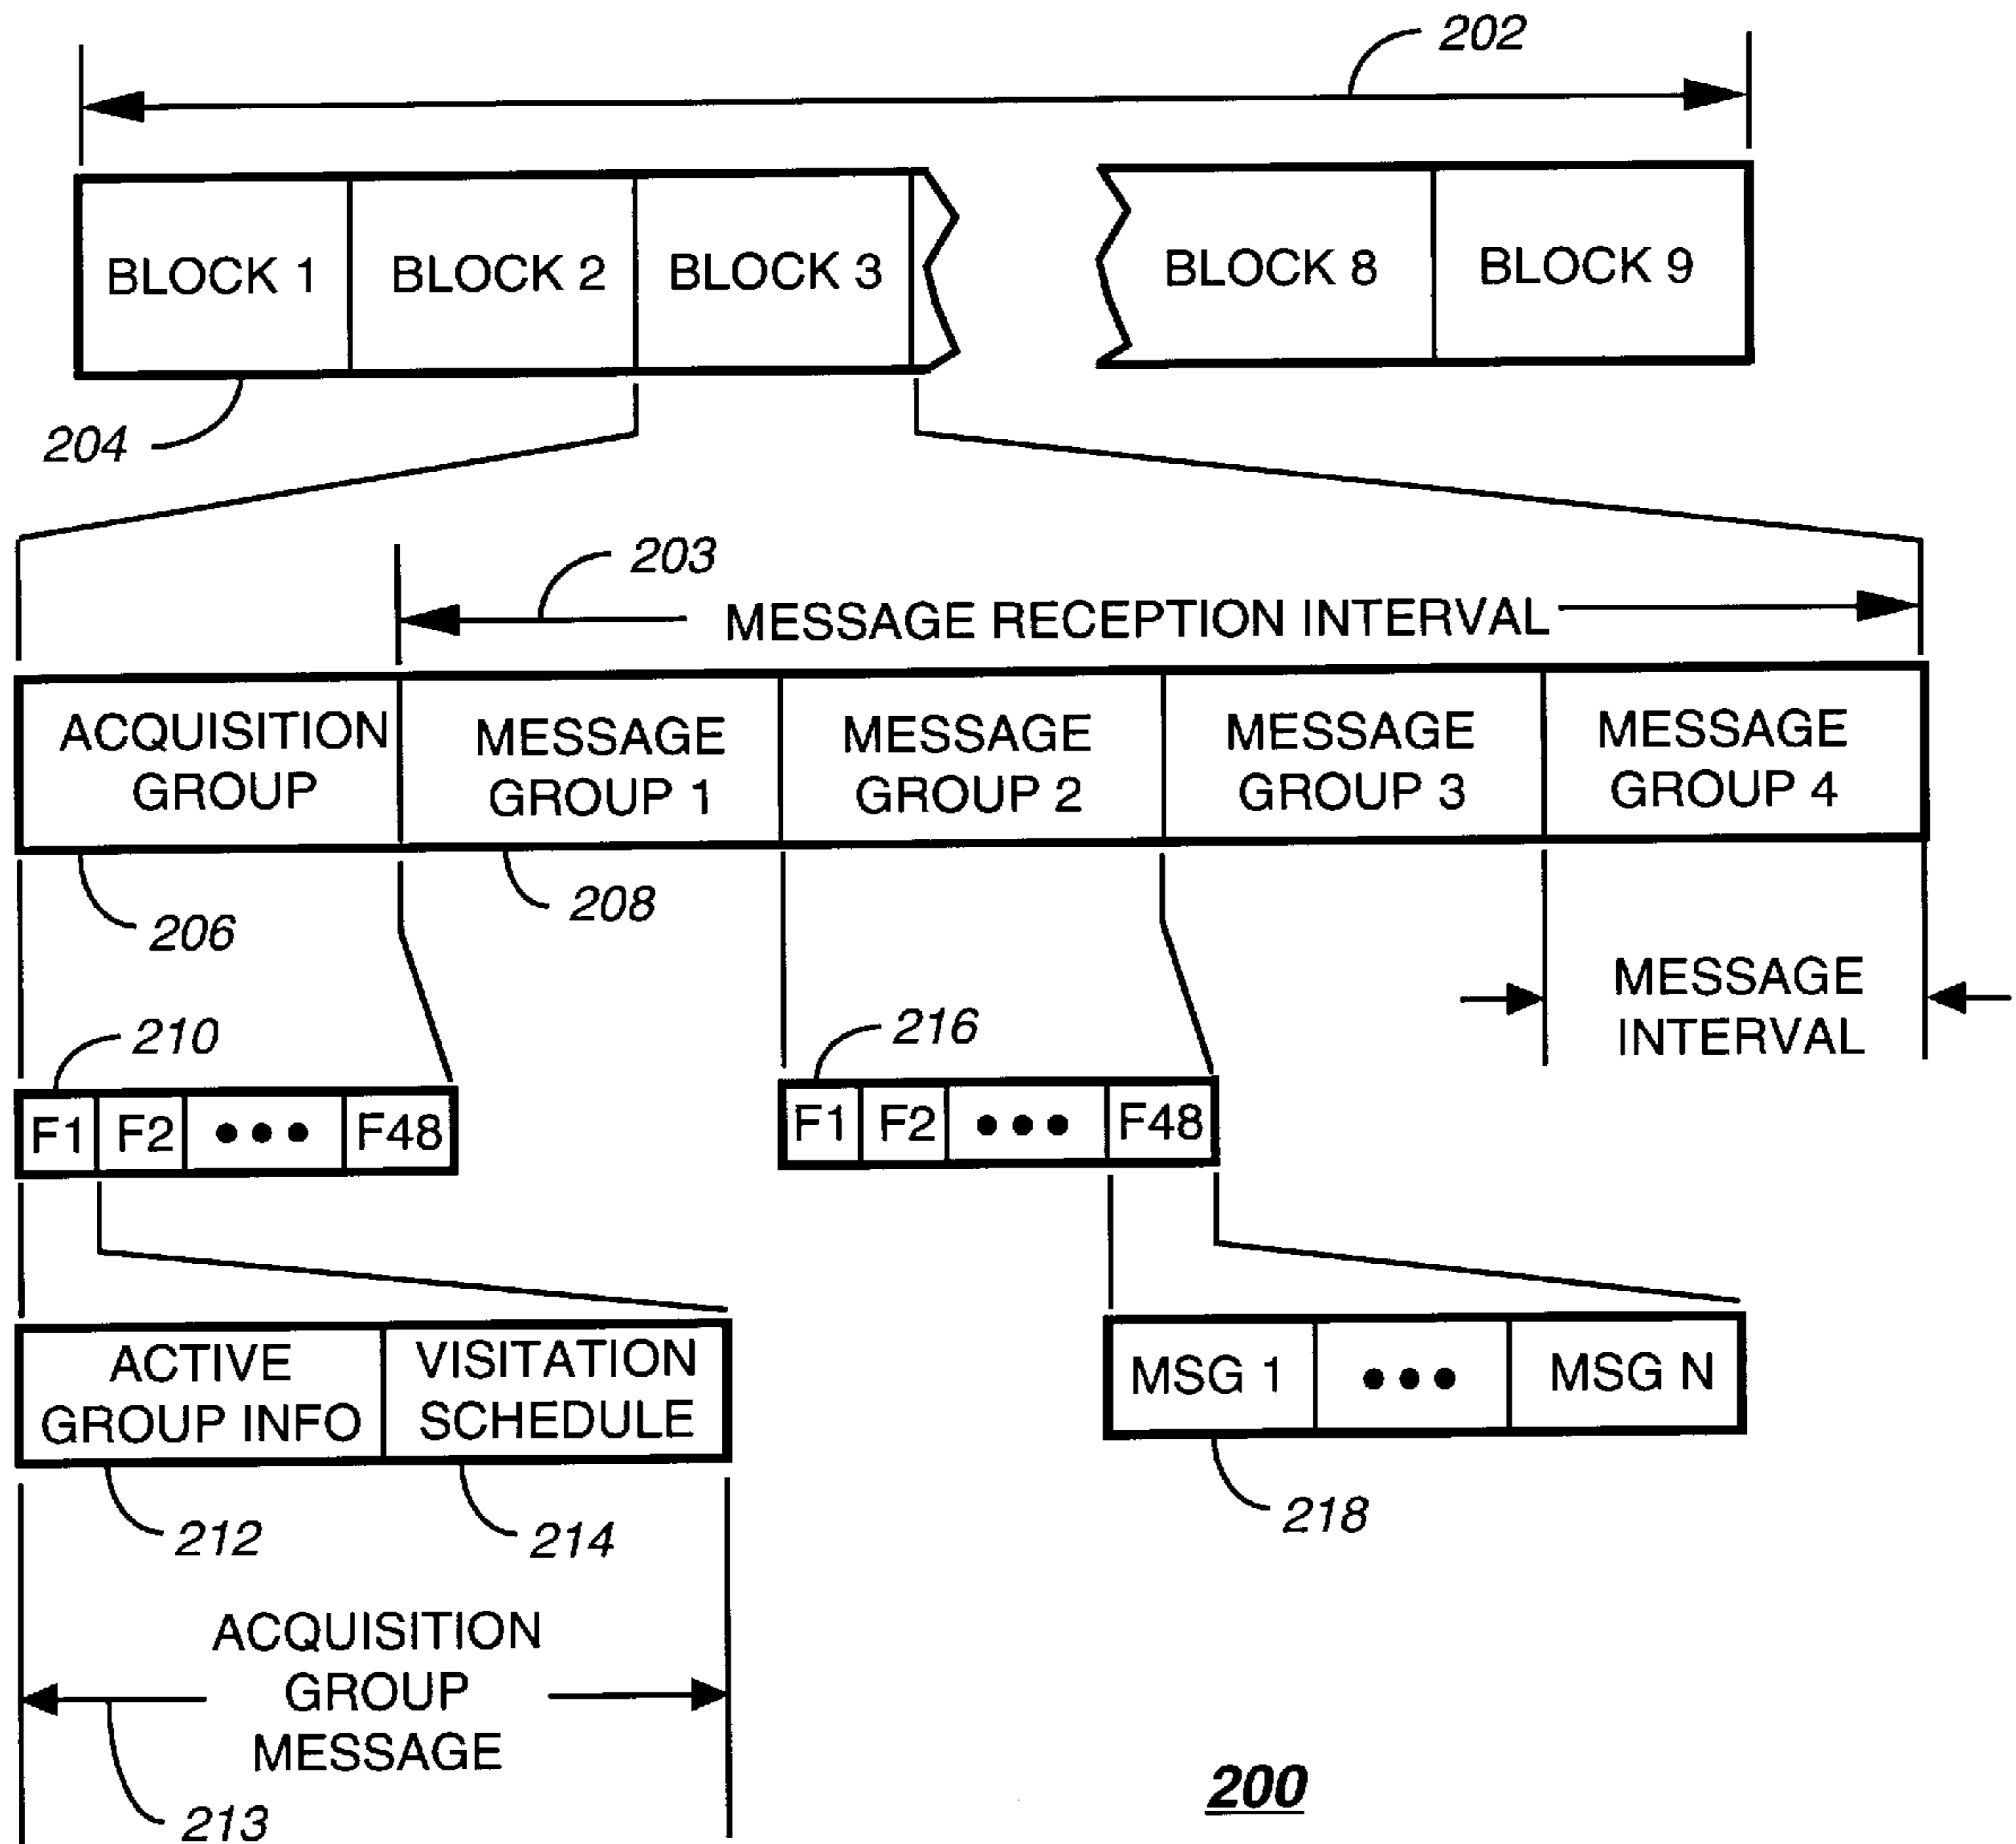 202
BLOCK 1 BLOCK 2 BLOCK 3 BLOCK 8 BLOCK 9
204
203
MESSAGE RECEPTION INTERVAL
ACQUISITION GROUP
MESSAGE GROUP 1
MESSAGE GROUP 2
MESSAGE GROUP 3
MESSAGE GROUP 4
206
208
MESSAGE
INTERVAL
210
216
F1 F2 ••• F48
F1 F2 ••• F48
ACTIVE
GROUP INFO
VISITATION
SCHEDULE
MSG 1 ••• MSG N
212
214
218
ACQUISITION
GROUP
MESSAGE
213
200